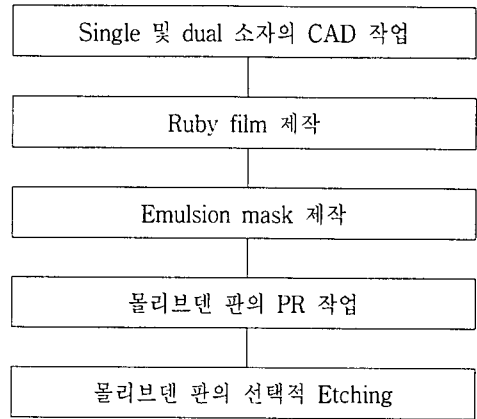 Single 및 dual 소자의 CAD 작업
Ruby film 제작
Emulsion mask 제작
몰리브덴 판의 PR 작업
몰리브덴 판의 선택적 Etching